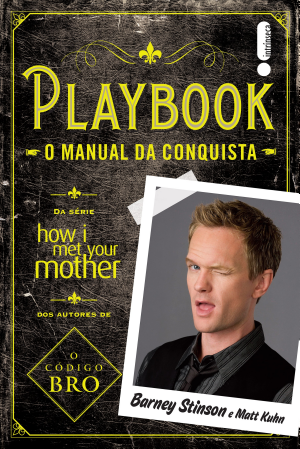 intrínseca
PLAYBOOK
O MANUAL DA CONQUISTA
DA SÉRIE
how i
met your
mother
DOS AUTORES DE
O
CÓDIGO
BRO
Barney Stinson e Matt Kuhn